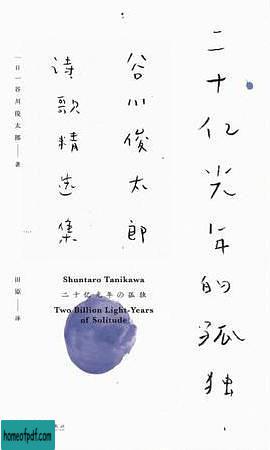 二十亿光年的孤独
谷川俊太郎
诗歌精选集
[日]谷川俊太郎——著
Shuntaro Tanikawa
二十亿光年の孤独
Two Billion Light-Years
of Solitude
田原——译
homeofpdf.com